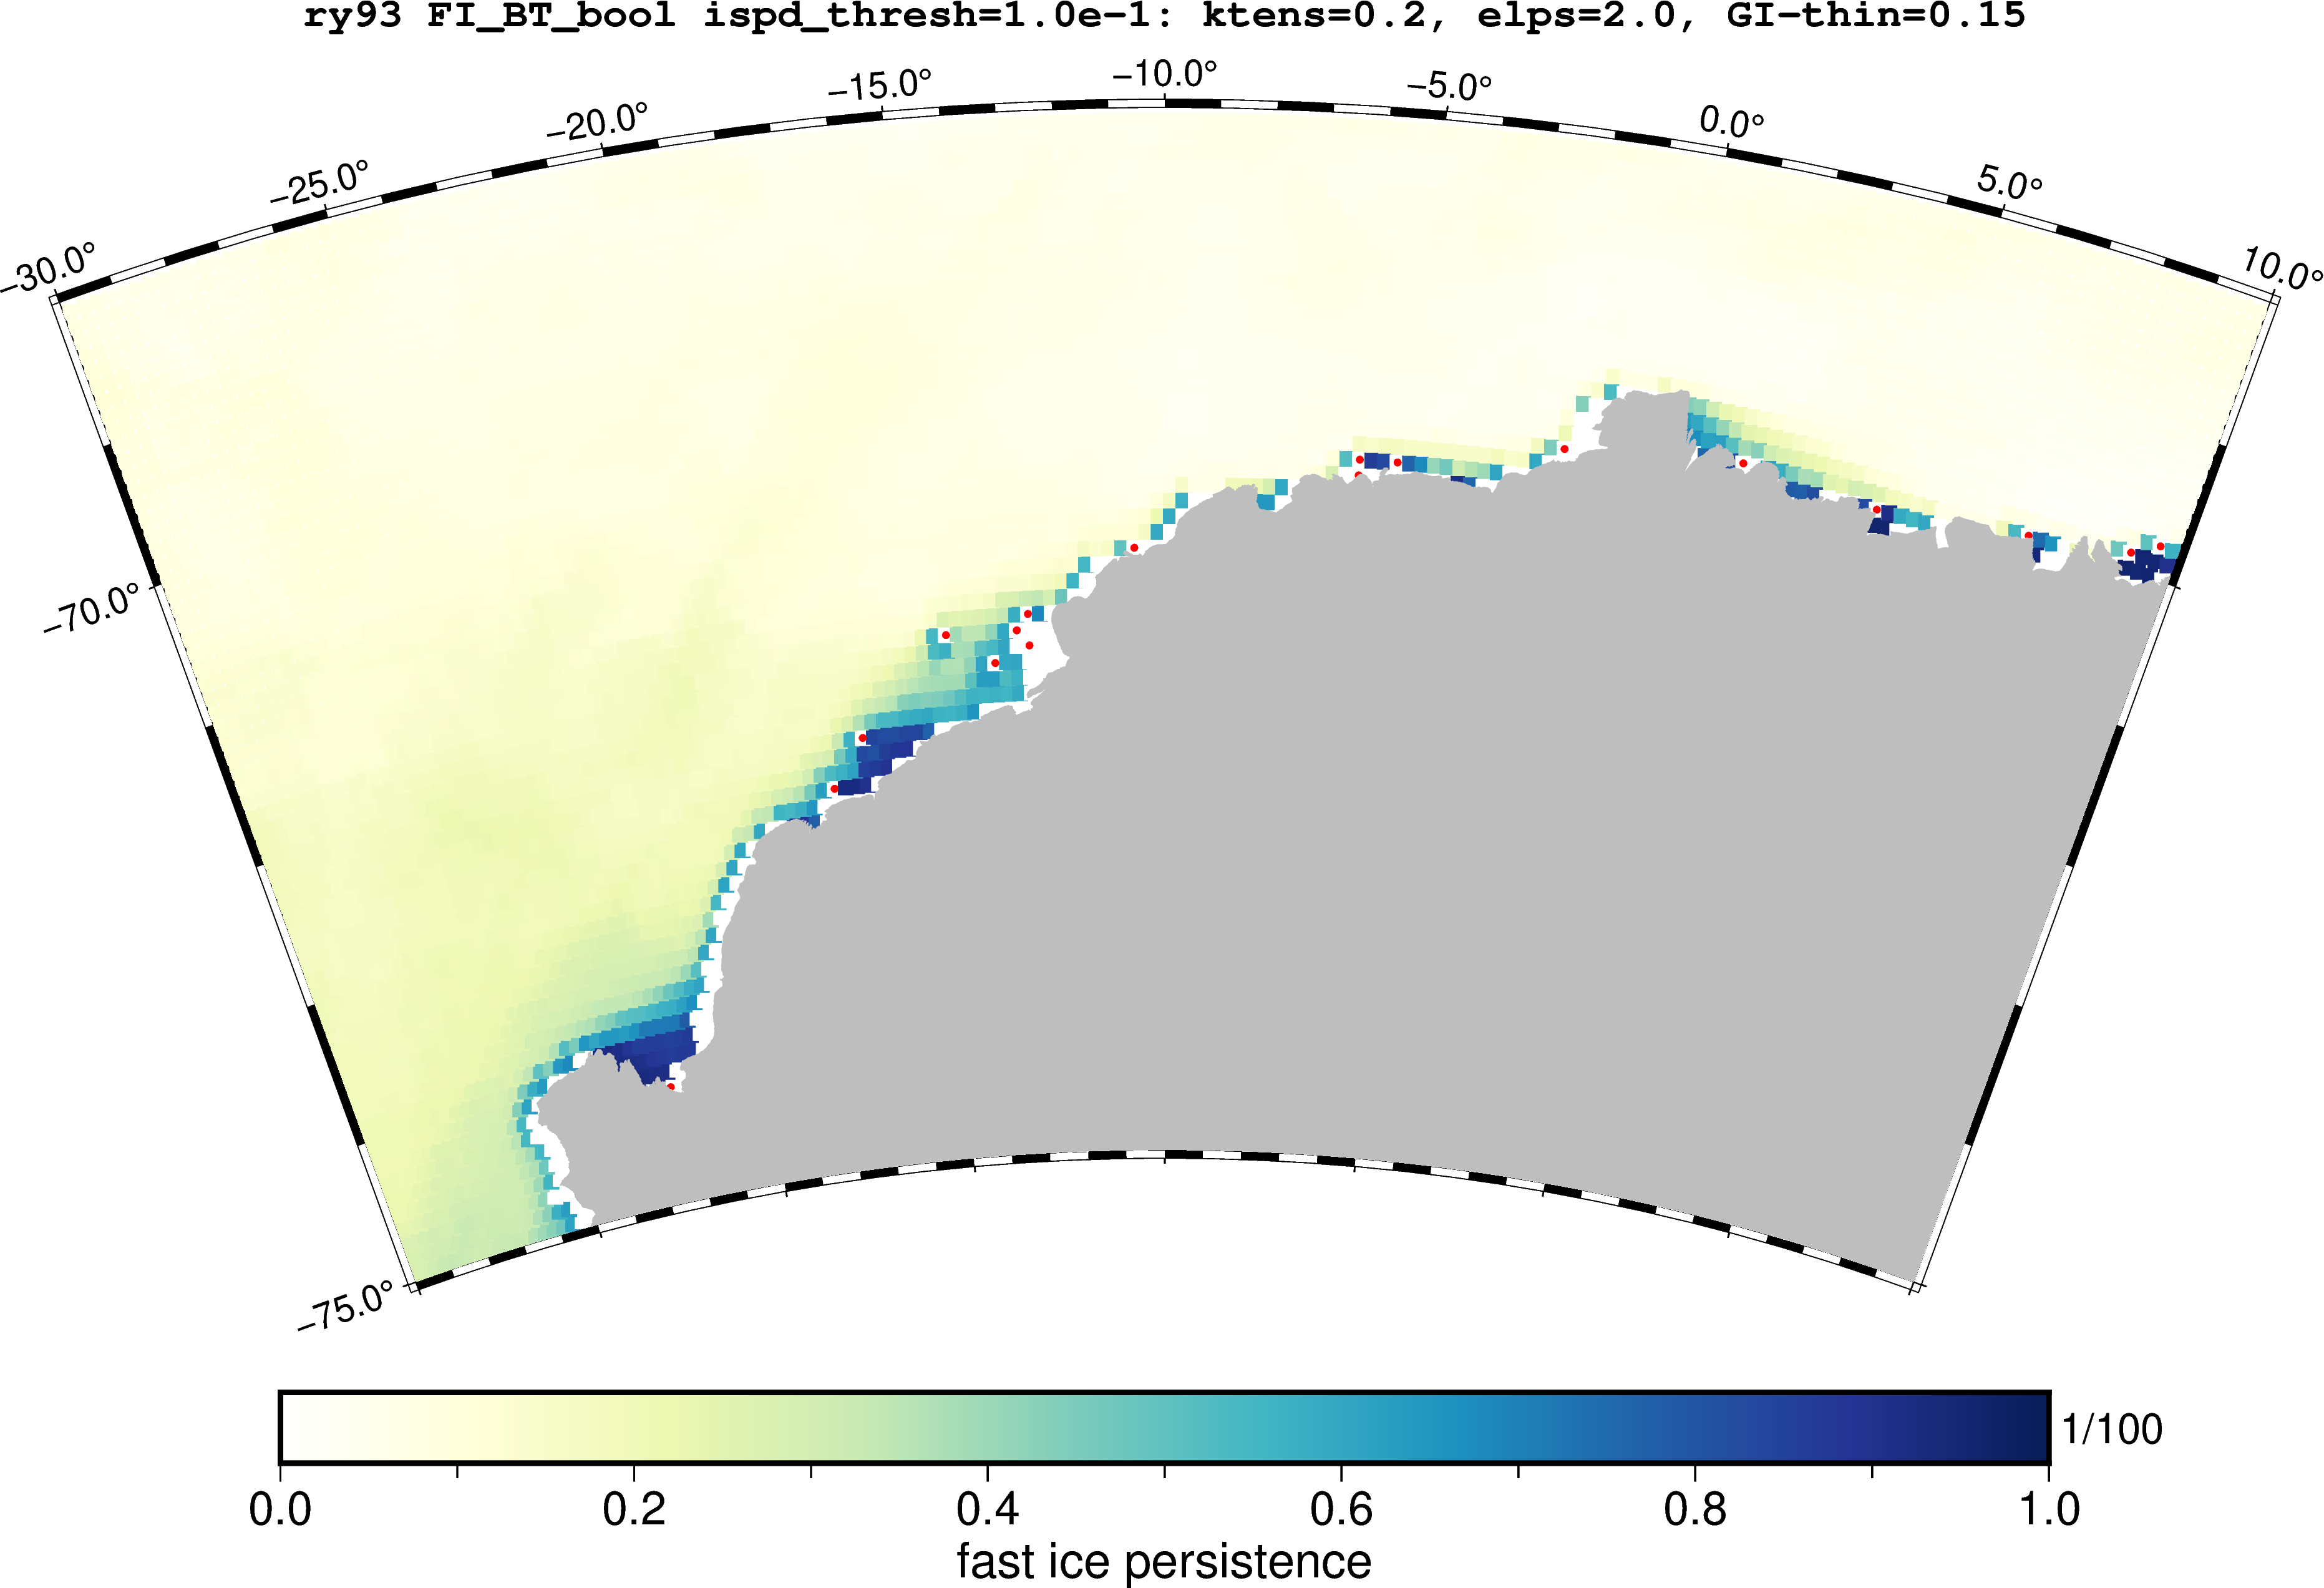 ry93 FI_BT_bool ispd_thresh=1.0e-1: ktens=0.2, elps=2.0, GI-thin=0.15
−30.0° −25.0° −20.0° −15.0° −10.0° −5.0° 0.0° 5.0° 10.0°
−70.0°
−75.0°
1/100
0.0 0.2 0.4 0.6 0.8 1.0
fast ice persistence